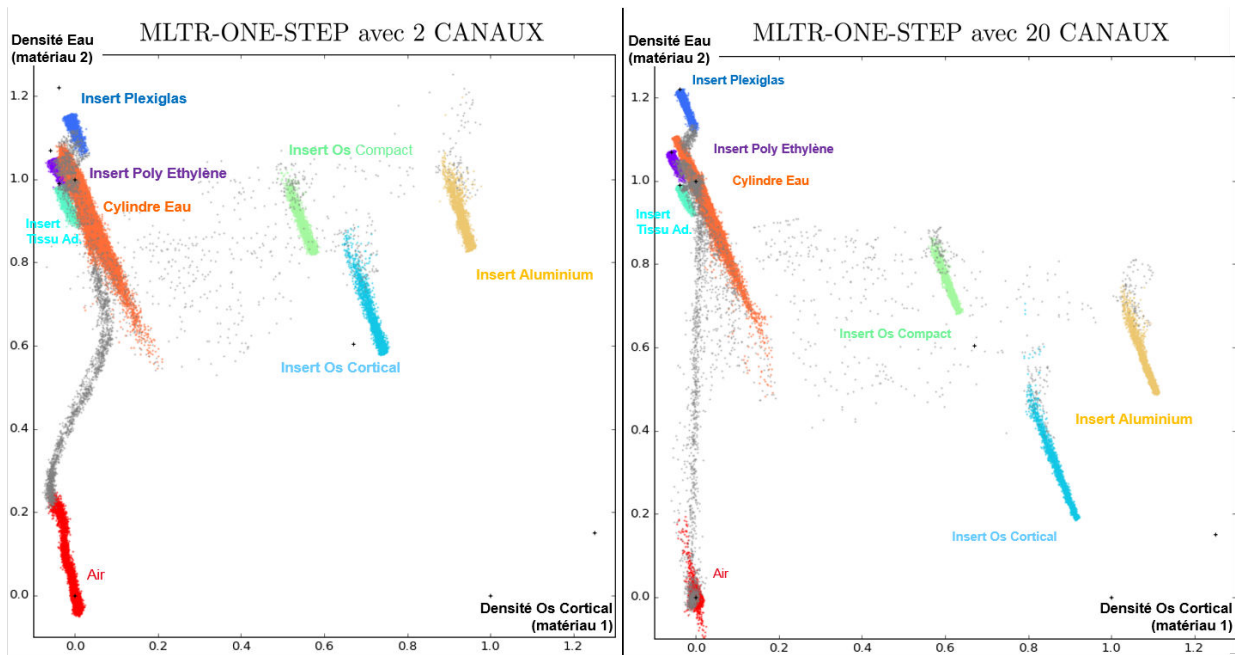 MLTR-ONE-STEP avec 2 CANAUX
Densité Eau
(matériau 2)
1.2
1.0
0.8
0.6
0.4
0.2
0.0
Insert Plexiglas
Insert Os Compact
Insert Poly Ethylène
Cylindre Eau
Insert
Tissu Ad.
Insert Aluminium
Insert Os Cortical
Air
Densité Os Cortical
(matériau 1)
0.0 0.2 0.4 0.6 0.8 1.0 1.2
MLTR-ONE-STEP avec 20 CANAUX
Densité Eau
(matériau 2)
1.2
1.0
0.8
0.6
0.4
0.2
0.0
Insert Plexiglas
Insert Poly Ethylène
Cylindre Eau
Insert
Tissu Ad.
Insert Os Compact
Insert Aluminium
Insert Os Cortical
Air
Densité Os Cortical
(matériau 1)
0.0 0.2 0.4 0.6 0.8 1.0 1.2